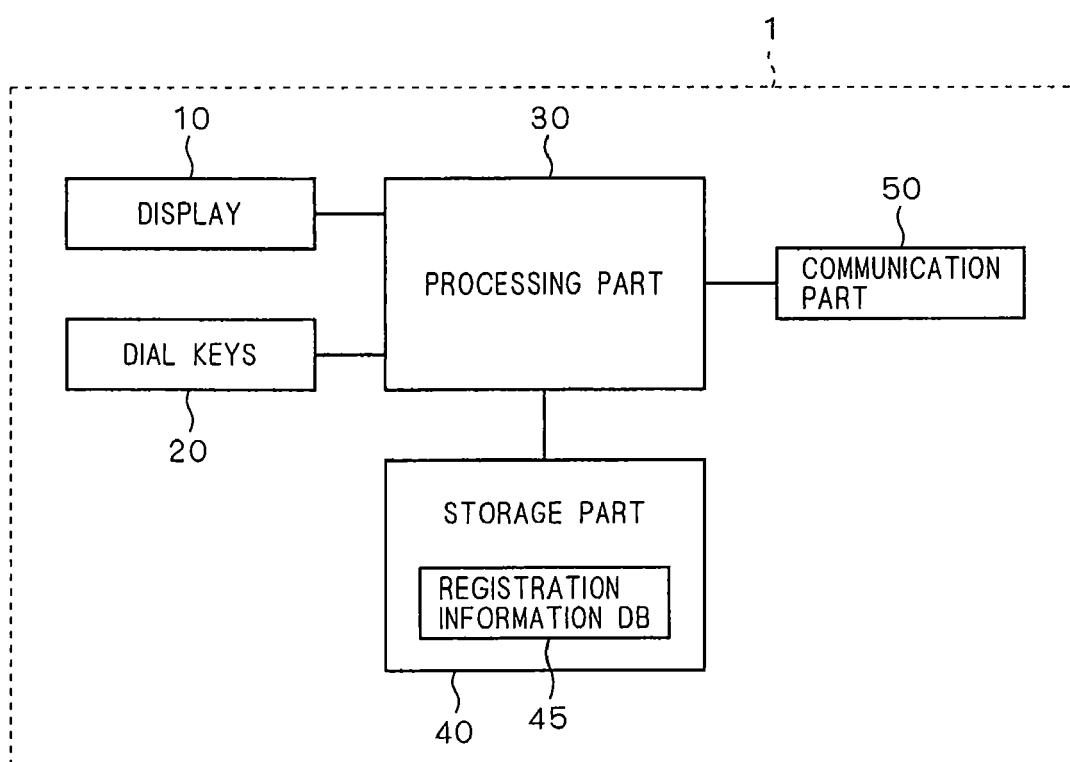 1
10
30
50
DISPLAY
PROCESSING PART
COMMUNICATION
PART
DIAL KEYS
20
STORAGE PART
REGISTRATION
INFORMATION DB
40
45